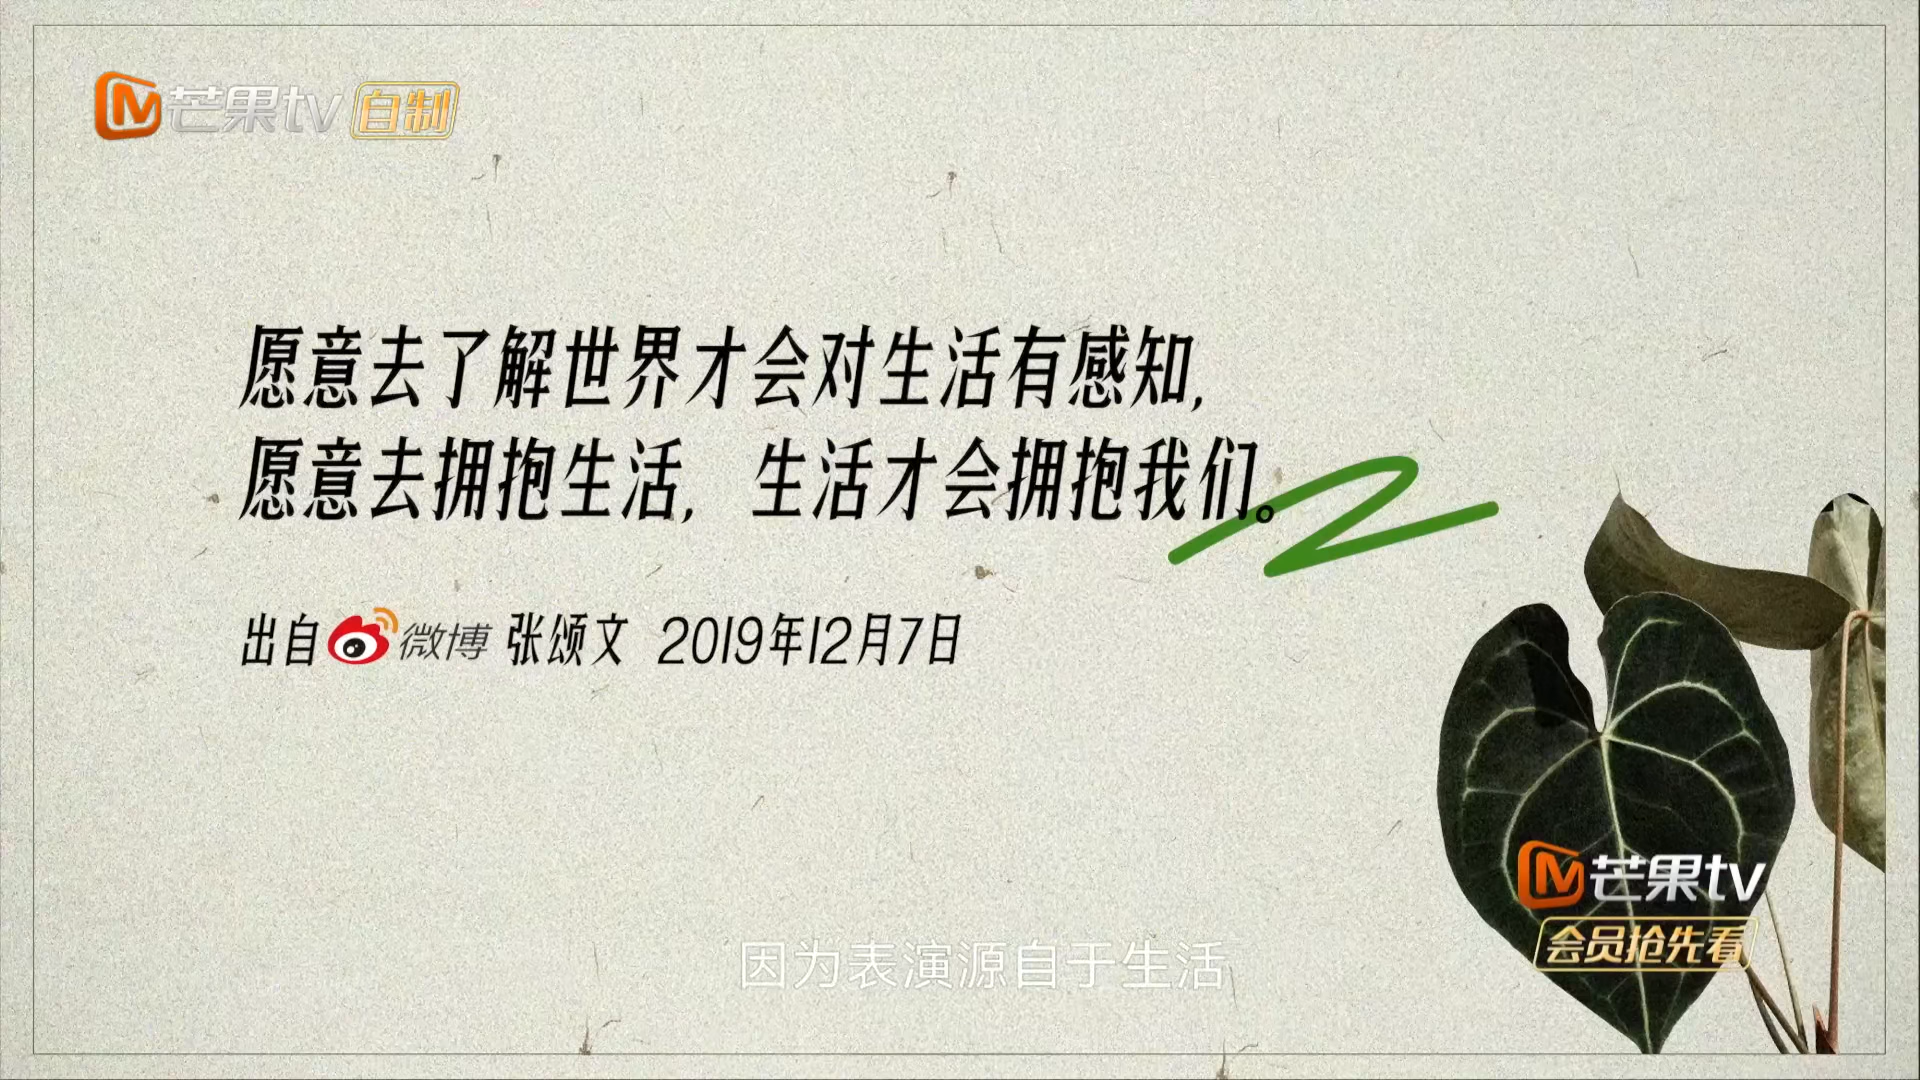 芒果tv 自制
愿意去了解世界才会对生活有感知,
愿意去拥抱生活, 生活才会拥抱我们。
出自 微博 张颂文 2019年12月7日
芒果tv
会员抢先看
因为表演源自于生活